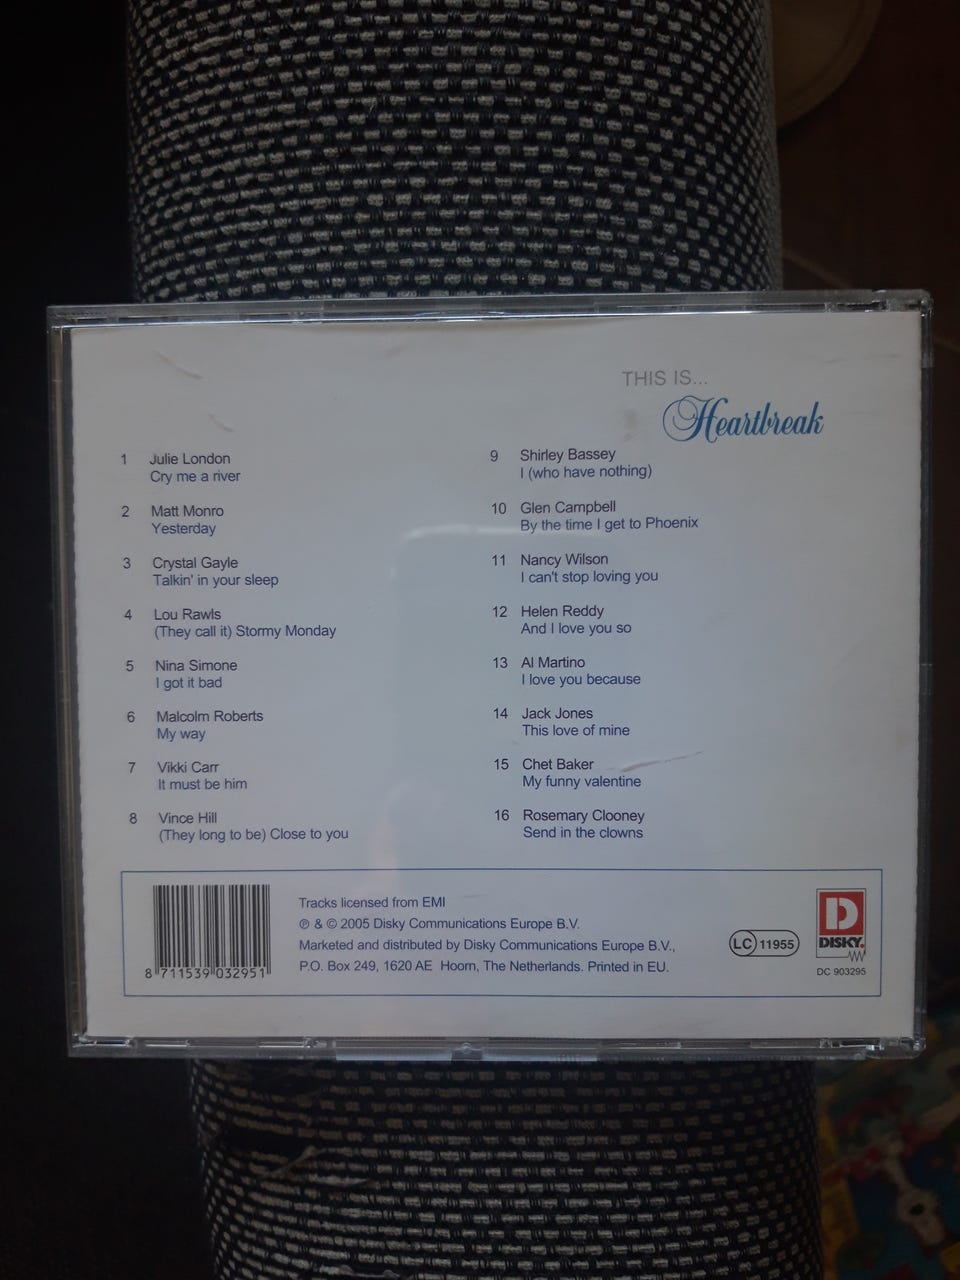 THIS IS...
Heartbreak
1 Julie London
Cry me a river
2 Matt Monro
Yesterday
3 Crystal Gayle
Talkin' in your sleep
4 Lou Rawls
(They call it) Stormy Monday
5 Nina Simone
I got it bad
6 Malcolm Roberts
My way
7 Vikki Carr
It must be him
8 Vince Hill
(They long to be) Close to you
9 Shirley Bassey
I (who have nothing)
10 Glen Campbell
By the time I get to Phoenix
11 Nancy Wilson
I can't stop loving you
12 Helen Reddy
And I love you so
13 Al Martino
I love you because
14 Jack Jones
This love of mine
15 Chet Baker
My funny valentine
16 Rosemary Clooney
Send in the clowns
8 711539 032951
Tracks licensed from EMI
℗ & © 2005 Disky Communications Europe B.V.
Marketed and distributed by Disky Communications Europe B.V.,
P.O. Box 249, 1620 AE Hoorn, The Netherlands. Printed in EU.
LC 11955
D
DISKY.
DC 903295